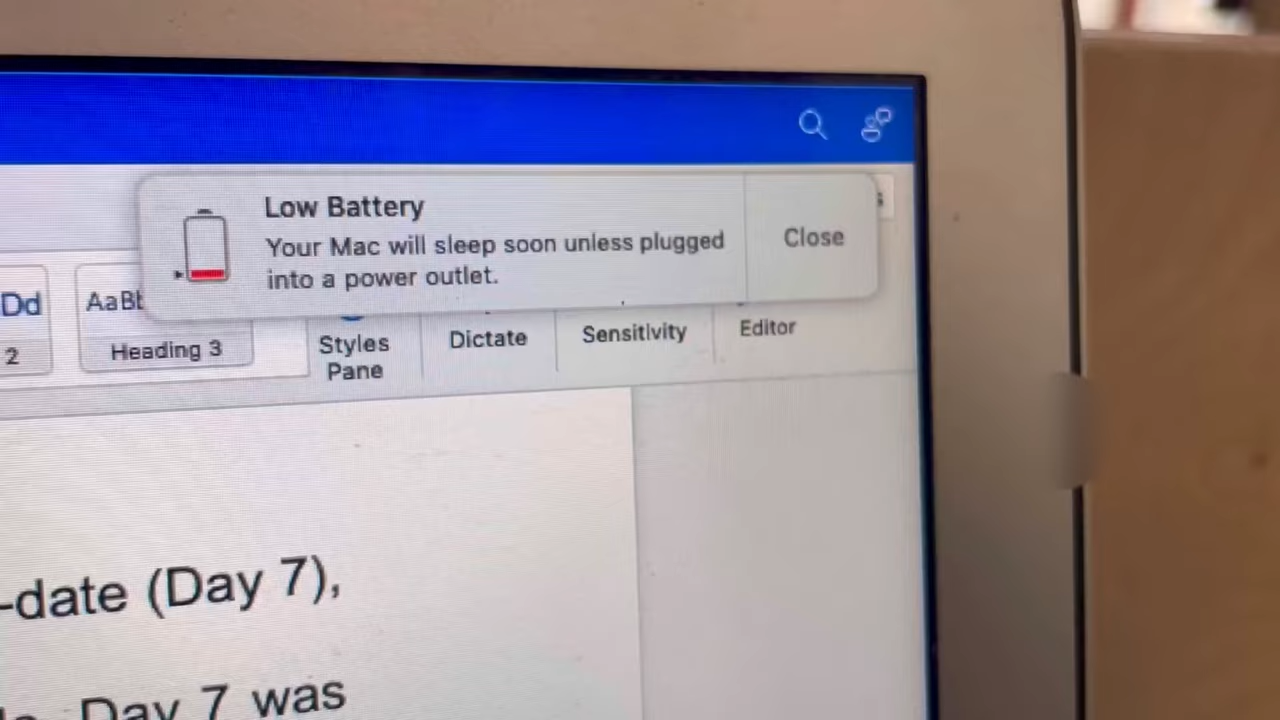 Low Battery
Your Mac will sleep soon unless plugged
into a power outlet.
Close
Dd
AaBb
2
Heading 3
Styles
Pane
Dictate
Sensitivity
Editor
-date (Day 7),
Day 7 was